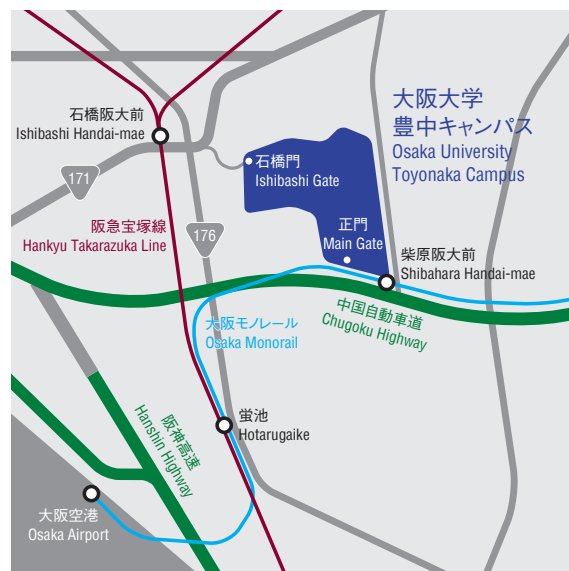 石橋阪大前
Ishibashi Handai-mae
大阪大学
豊中キャンパス
Osaka University
Toyonaka Campus
石橋門
Ishibashi Gate
171
阪急宝塚線
Hankyu Takarazuka Line
176
正門
Main Gate
柴原阪大前
Shibahara Handai-mae
大阪モノレール
Osaka Monorail
中国自動車道
Chugoku Highway
蛍池
Hotarugaike
阪神高速
Hanshin Highway
大阪空港
Osaka Airport